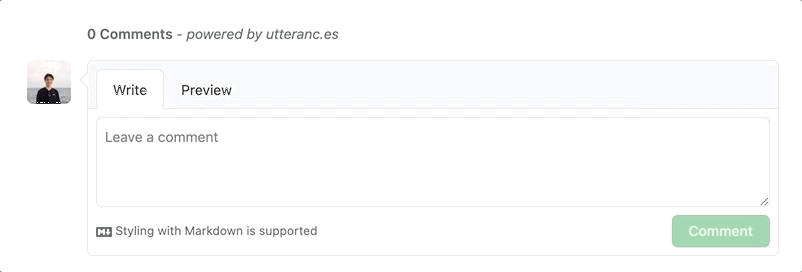 0 Comments - powered by utteranc.es
Write Preview
Leave a comment
Styling with Markdown is supported
Comment